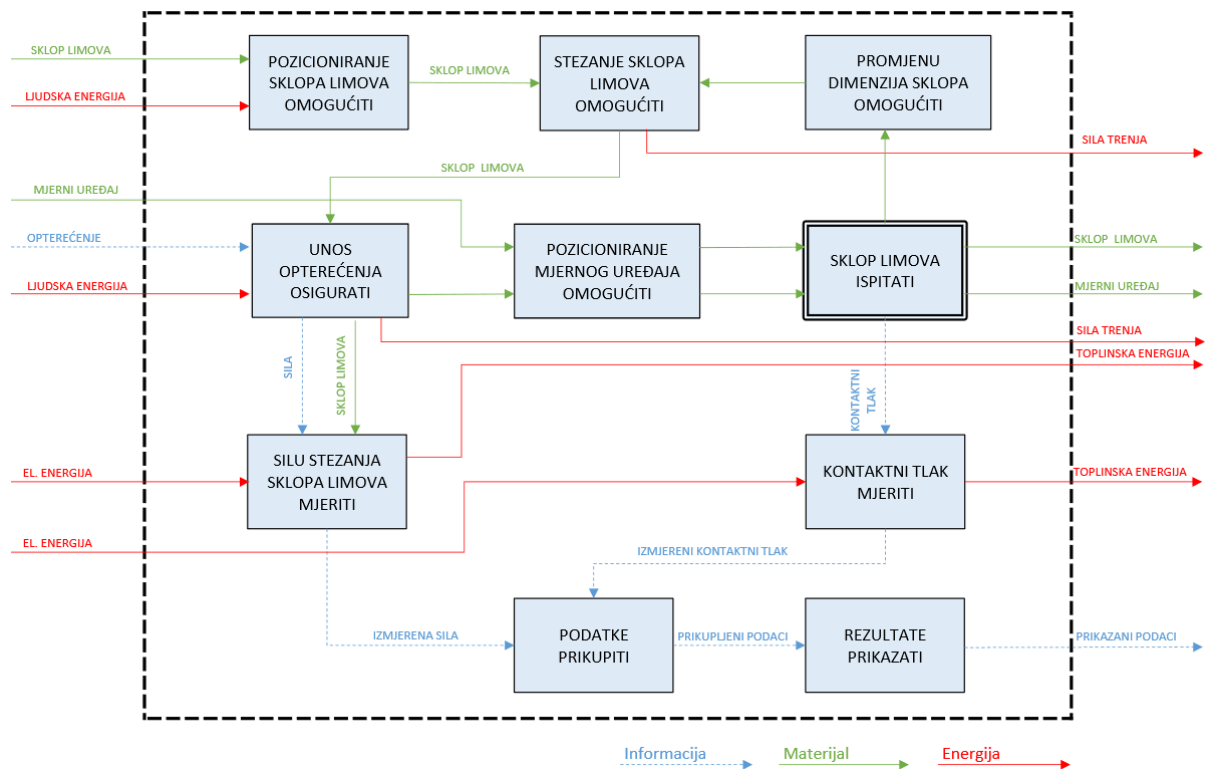 SKLOP LIMOVA
LJUDSKA ENERGIJA
POZICIONIRANJE
SKLOPA LIMOVA
OMOGUĆITI
SKLOP LIMOVA
STEZANJE SKLOPA
LIMOVA
OMOGUĆITI
PROMJENU
DIMENZIJA SKLOPA
OMOGUĆITI
SILA TRENJA
SKLOP LIMOVA
MJERNI UREĐAJ
OPTEREĆENJE
LJUDSKA ENERGIJA
UNOS
OPTEREĆENJA
OSIGURATI
POZICIONIRANJE
MJERNOG UREĐAJA
OMOGUĆITI
SKLOP LIMOVA
ISPITATI
SKLOP LIMOVA
MJERNI UREĐAJ
SILA TRENJA
TOPLINSKA ENERGIJA
SILA
SKLOP LIMOVA
KONTAKTNI
TLAK
EL. ENERGIJA
EL. ENERGIJA
SILU STEZANJA
SKLOPA LIMOVA
MJERITI
KONTAKTNI TLAK
MJERITI
TOPLINSKA ENERGIJA
IZMJERENI KONTAKTNI TLAK
IZMJERENA SILA
PODATKE
PRIKUPITI
PRIKUPLJENI PODACI
REZULTATE
PRIKAZATI
PRIKAZANI PODACI
Informacija
Materijal
Energija